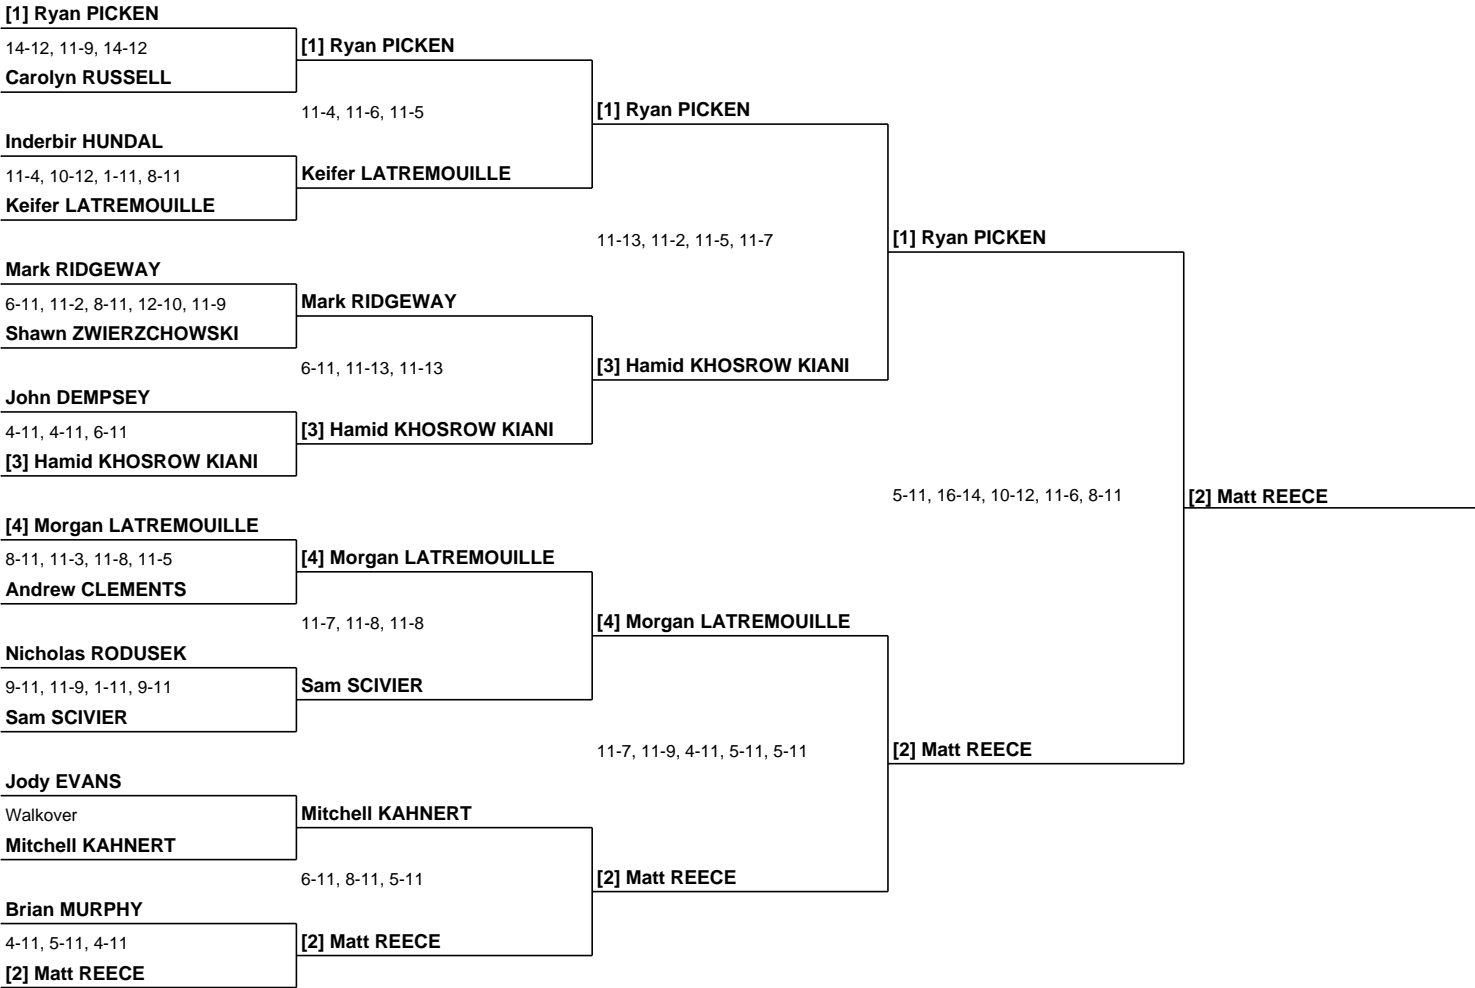 [1] Ryan PICKEN
14-12, 11-9, 14-12
Carolyn RUSSELL
Inderbir HUNDAL
11-4, 10-12, 1-11, 8-11
Keifer LATREMOUILLE
Mark RIDGEWAY
6-11, 11-2, 8-11, 12-10, 11-9
Shawn ZWIERZCHOWSKI
John DEMPSEY
4-11, 4-11, 6-11
[3] Hamid KHOSROW KIANI
[4] Morgan LATREMOUILLE
8-11, 11-3, 11-8, 11-5
Andrew CLEMENTS
Nicholas RODUSEK
9-11, 11-9, 1-11, 9-11
Sam SCIVIER
Jody EVANS
Walkover
Mitchell KAHNERT
Brian MURPHY
4-11, 5-11, 4-11
[2] Matt REECE
[1] Ryan PICKEN
11-4, 11-6, 11-5
Keifer LATREMOUILLE
Mark RIDGEWAY
6-11, 11-13, 11-13
[3] Hamid KHOSROW KIANI
[4] Morgan LATREMOUILLE
11-7, 11-8, 11-8
Sam SCIVIER
Mitchell KAHNERT
6-11, 8-11, 5-11
[2] Matt REECE
[1] Ryan PICKEN
11-13, 11-2, 11-5, 11-7
[3] Hamid KHOSROW KIANI
[4] Morgan LATREMOUILLE
11-7, 11-9, 4-11, 5-11, 5-11
[2] Matt REECE
[1] Ryan PICKEN
5-11, 16-14, 10-12, 11-6, 8-11
[2] Matt REECE
[2] Matt REECE